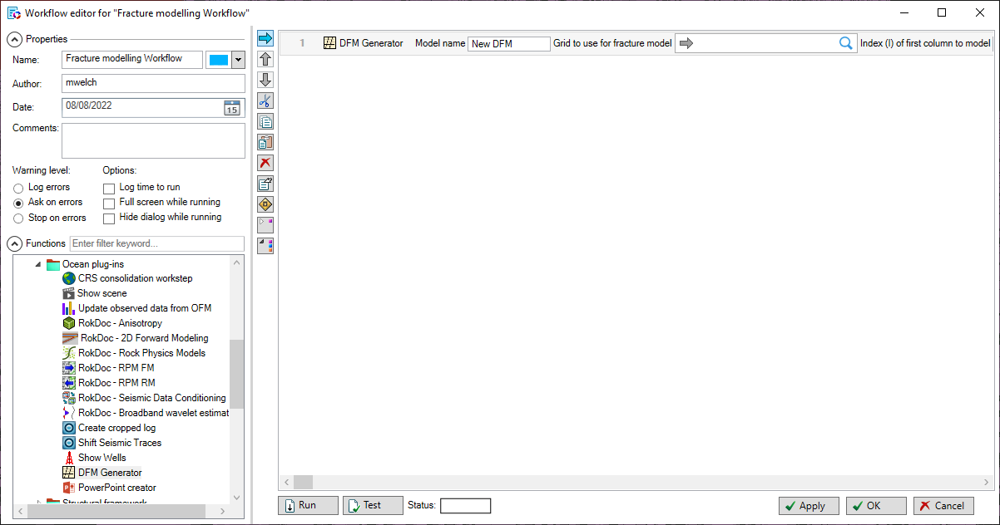 Workflow editor for "Fracture modelling Workflow"
Properties
Name: Fracture modelling Workflow
Author: mwelch
Date: 08/08/2022 15
Comments:
Warning level: Options:
Log errors Log time to run
Ask on errors Full screen while running
Stop on errors Hide dialog while running
Functions Enter filter keyword...
Ocean plug-ins
CRS consolidation workstep
Show scene
Update observed data from OFM
RokDoc - Anisotropy
RokDoc - 2D Forward Modeling
RokDoc - Rock Physics Models
RokDoc - RPM FM
RokDoc - RPM RM
RokDoc - Seismic Data Conditioning
RokDoc - Broadband wavelet estimat
Create cropped log
Shift Seismic Traces
Show Wells
DFM Generator
PowerPoint creator
Structural framework
1 DFM Generator Model name New DFM Grid to use for fracture model Index (I) of first column to model
Run Test Status: Apply OK Cancel